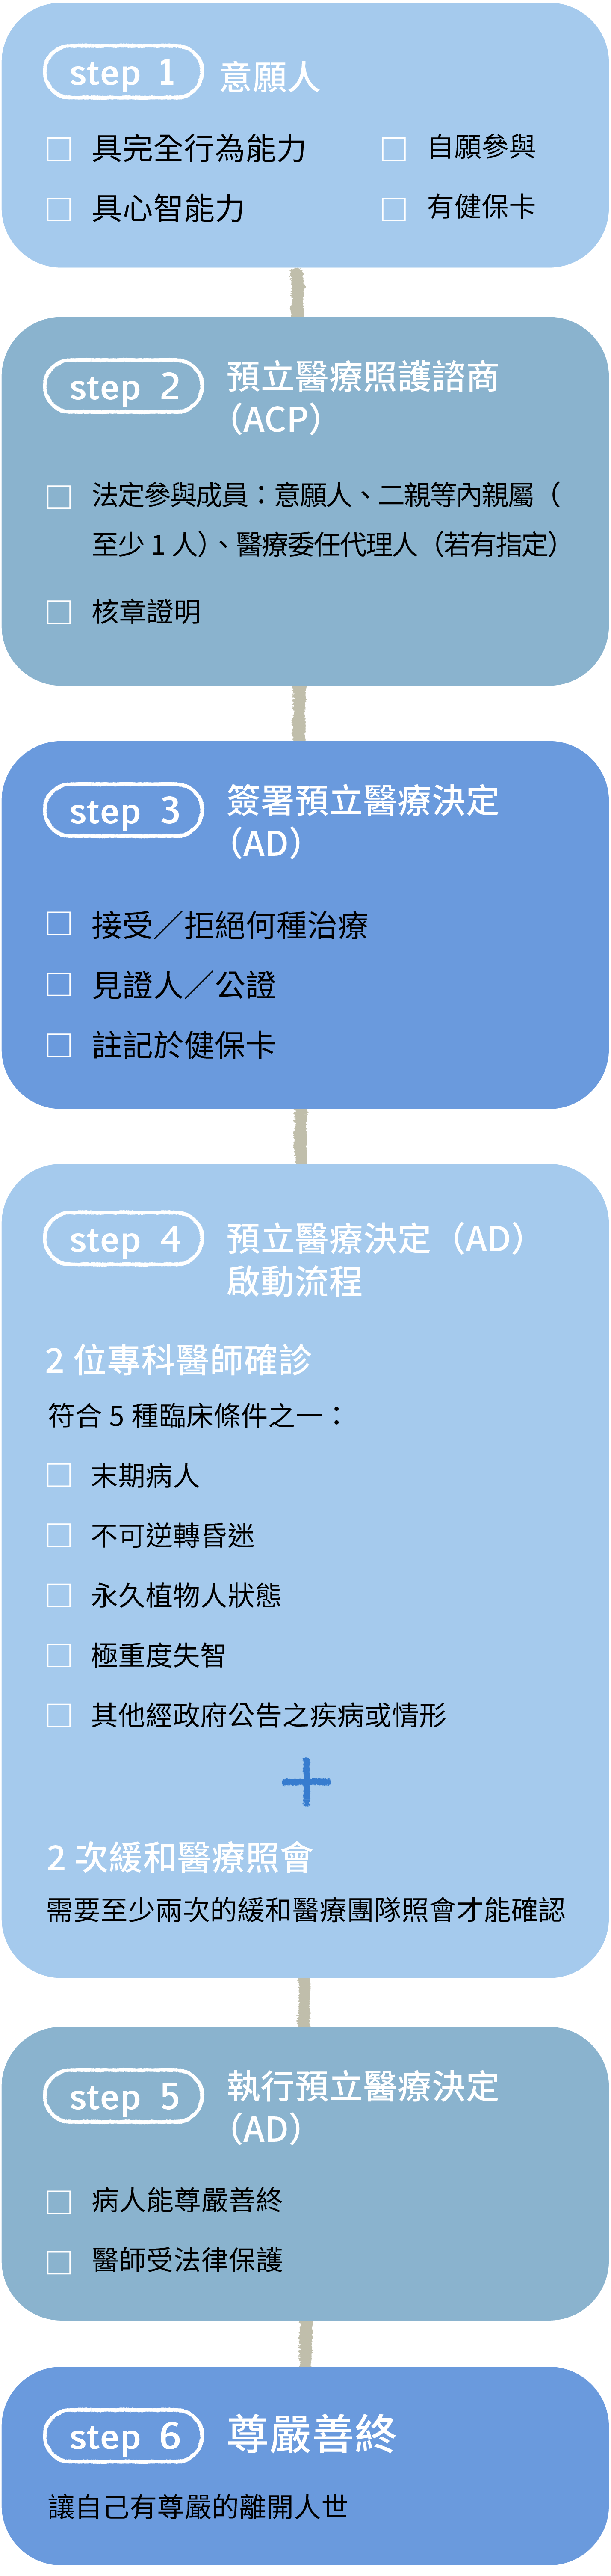 step 1 意願人
具完全行為能力
自願參與
具心智能力
有健保卡
step 2 預立醫療照護諮商
（ACP）
法定參與成員：意願人、二親等內親屬（
至少 1 人）、醫療委任代理人（若有指定）
核章證明
step 3 簽署預立醫療決定
（AD）
接受／拒絕何種治療
見證人／公證
註記於健保卡
step 4 預立醫療決定（AD）
啟動流程
2 位專科醫師確診
符合 5 種臨床條件之一：
末期病人
不可逆轉昏迷
永久植物人狀態
極重度失智
其他經政府公告之疾病或情形
+
2 次緩和醫療照會
需要至少兩次的緩和醫療團隊照會才能確認
step 5 執行預立醫療決定
（AD）
病人能尊嚴善終
醫師受法律保護
step 6 尊嚴善終
讓自己有尊嚴的離開人世